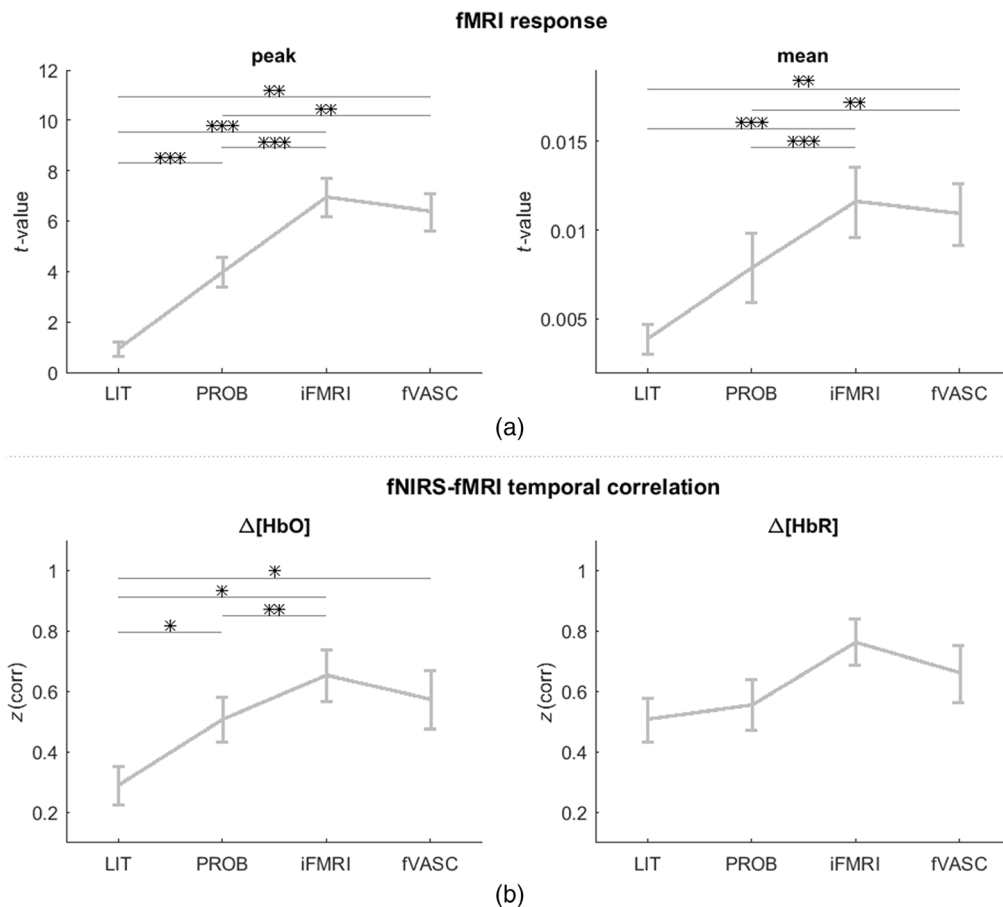 fMRI response
peak
12
10
8
6
4
2
0
t-value
** 
**
***
***
***
LIT PROB iFMRI fVASC
mean
0.015
0.01
0.005
t-value
**
**
***
***
LIT PROB iFMRI fVASC
(a)
fNIRS-fMRI temporal correlation
Δ[HbO]
1
0.8
0.6
0.4
0.2
z(corr)
*
*
**
*
LIT PROB iFMRI fVASC
Δ[HbR]
1
0.8
0.6
0.4
0.2
z(corr)
LIT PROB iFMRI fVASC
(b)